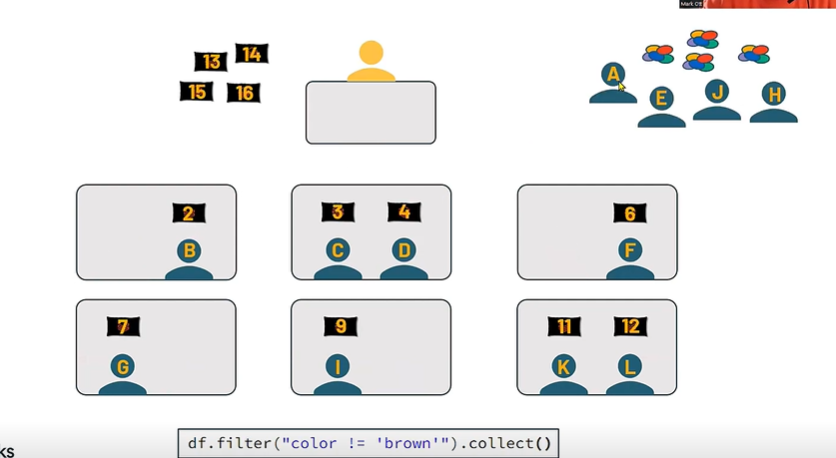 Mark Ott
13 14
15 16
A E J H
2 3 4 6
B C D F
7 9 11 12
G I K L
df.filter("color != 'brown'").collect()
ks